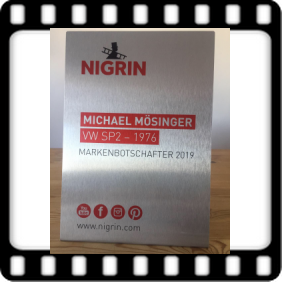 NIGRIN
MICHAEL MÖSINGER
VW SP2 – 1976
MARKENBOTSCHAFTER 2019
www.nigrin.com